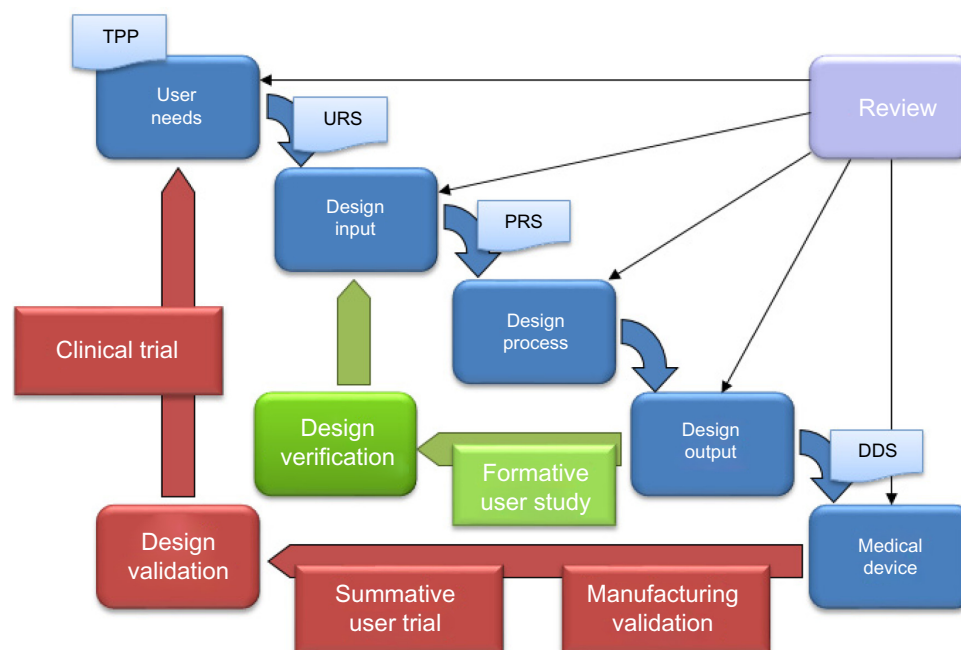 TPP
User
needs
URS
Review
Design
input
PRS
Design
process
Clinical trial
Design
verification
Formative
user study
Design
output
DDS
Design
validation
Summative
user trial
Manufacturing
validation
Medical
device